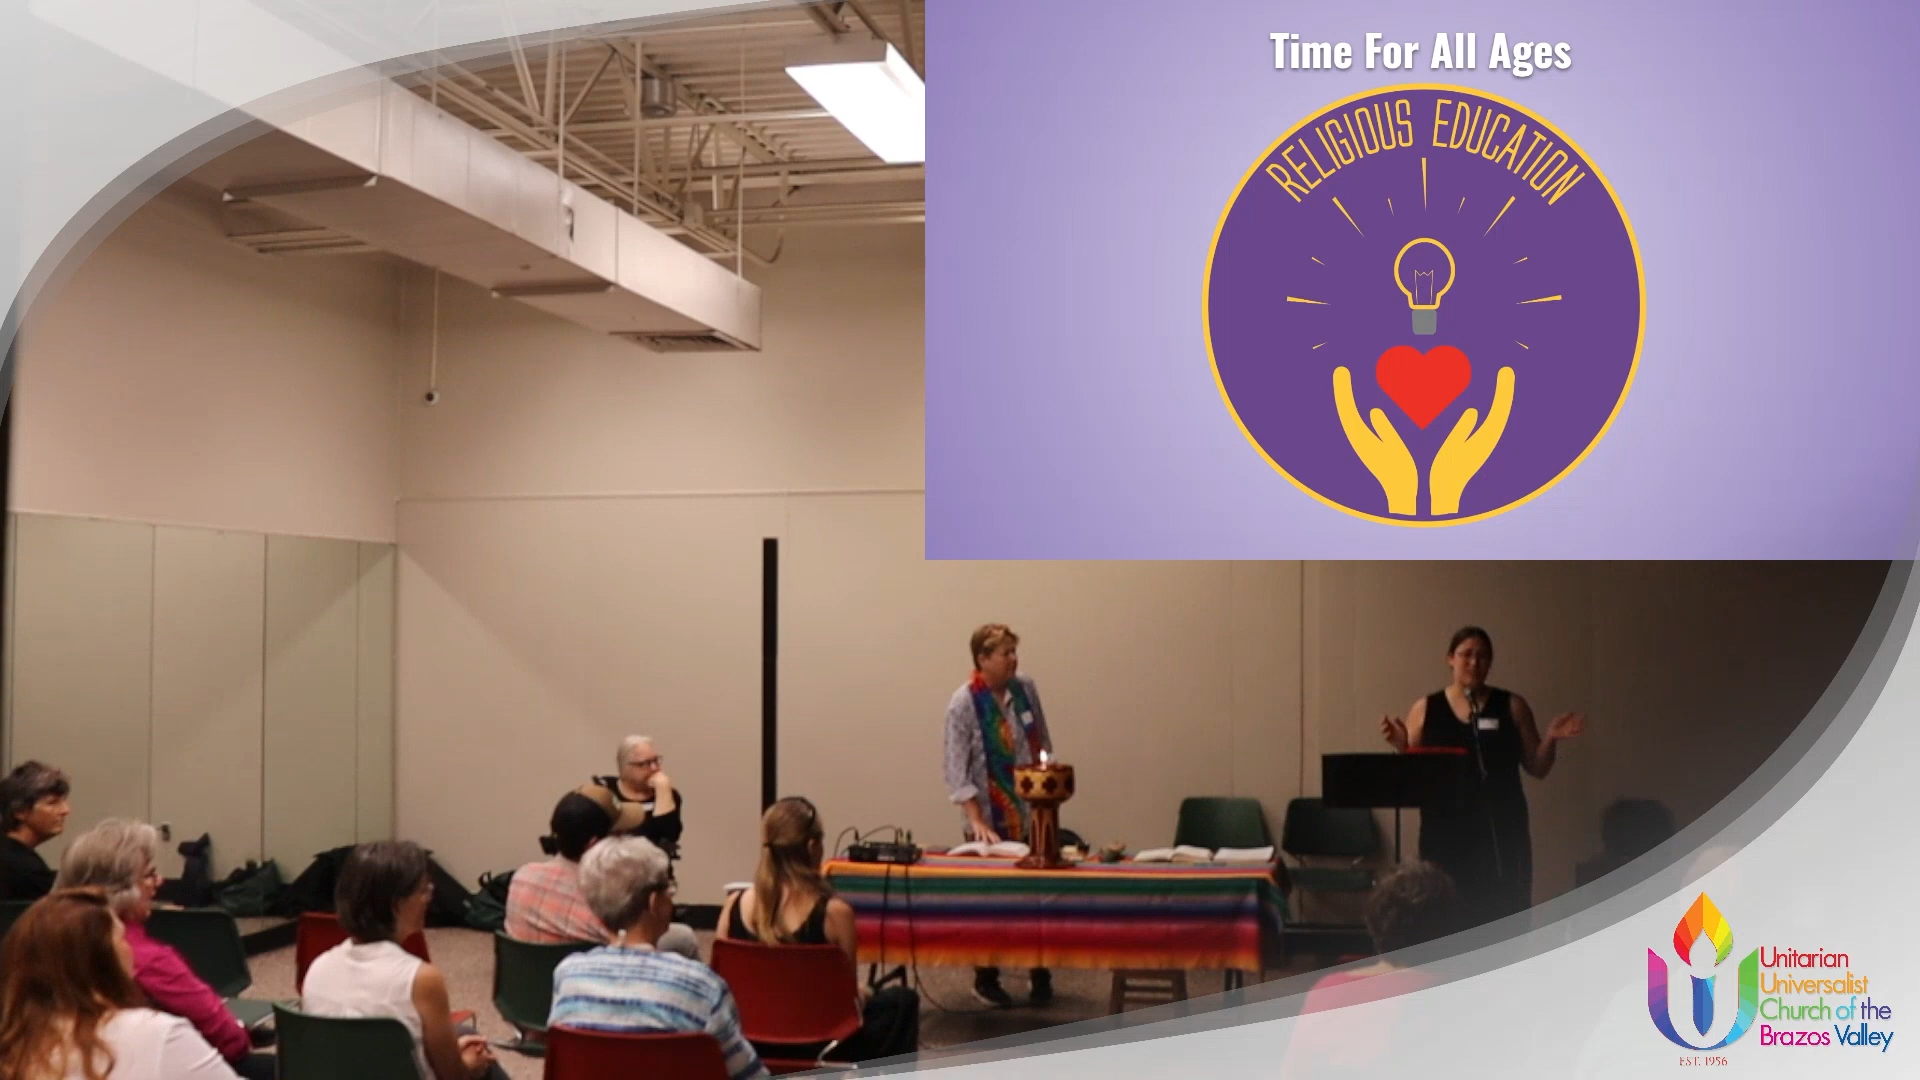 Time For All Ages
RELIGIOUS EDUCATION
Unitarian
Universalist
Church of the
Brazos Valley
EST. 1956